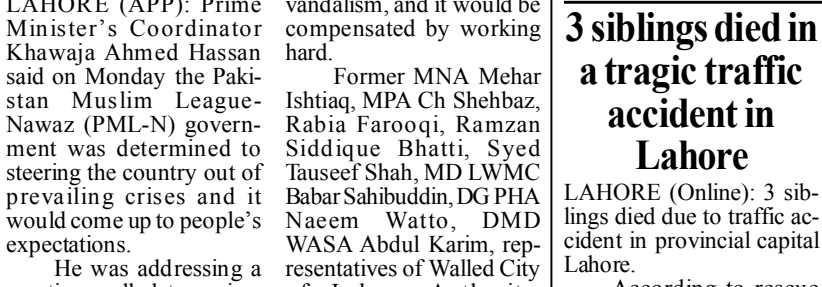 LAHORE (APP): Prime
Minister's Coordinator
Khawaja Ahmed Hassan
said on Monday the Paki-
stan Muslim League-
Nawaz (PML-N) govern-
ment was determined to
steering the country out of
prevailing crises and it
would come up to people's
expectations.
He was addressing a
vandalism, and it would be
compensated by working
hard.
Former MNA Mehar
Ishtiaq, MPA Ch Shehbaz,
Rabia Farooqi, Ramzan
Siddique Bhatti, Syed
Tauseef Shah, MD LWMC
Babar Sahibuddin, DG PHA
Naeem Watto, DMD
WASA Abdul Karim, rep-
resentatives of Walled City
3 siblings died in
a tragic traffic
accident in
Lahore
LAHORE (Online): 3 sib-
lings died due to traffic ac-
cident in provincial capital
Lahore.
According to rescue